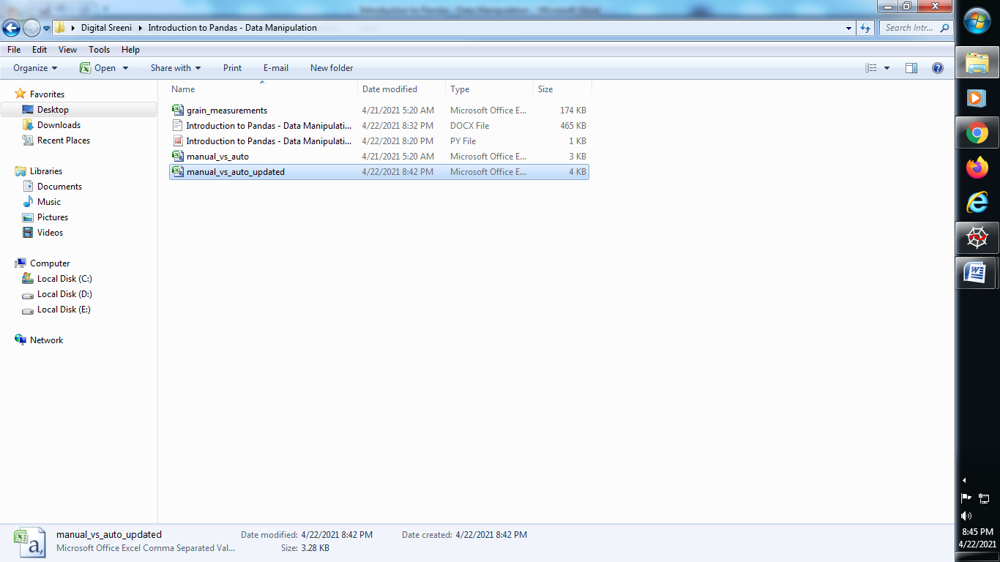 Digital Sreeni Introduction to Pandas - Data Manipulation Search Intr...
File Edit View Tools Help
Organize Open Share with Print E-mail New folder
Name Date modified Type Size
Favorites
Desktop
Downloads
Recent Places
Libraries
Documents
Music
Pictures
Videos
Computer
Local Disk (C:)
Local Disk (D:)
Local Disk (E:)
Network
grain_measurements 4/21/2021 5:20 AM Microsoft Office E... 174 KB
Introduction to Pandas - Data Manipulati... 4/22/2021 8:32 PM DOCX File 465 KB
Introduction to Pandas - Data Manipulati... 4/22/2021 8:20 PM PY File 1 KB
manual_vs_auto 4/21/2021 5:20 AM Microsoft Office E... 3 KB
manual_vs_auto_updated 4/22/2021 8:42 PM Microsoft Office E... 4 KB
manual_vs_auto_updated Date modified: 4/22/2021 8:42 PM Date created: 4/22/2021 8:42 PM
Microsoft Office Excel Comma Separated Val... Size: 3.28 KB
8:45 PM
4/22/2021